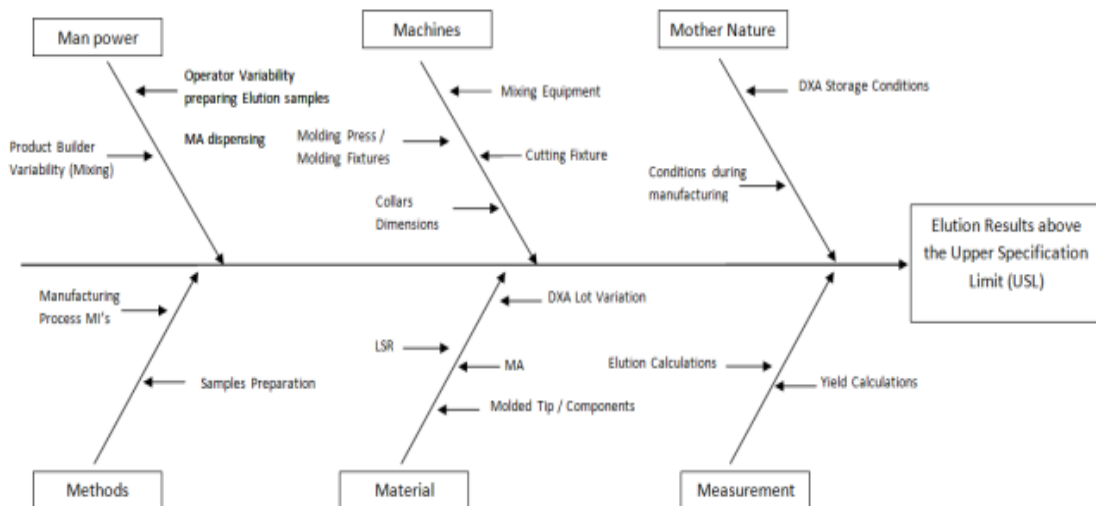 Man power
Machines
Mother Nature
Operator Variability
preparing Elution samples
MA dispensing
Product Builder
Variability (Mixing)
Mixing Equipment
Molding Press /
Molding Fixtures
Cutting Fixture
Collars
Dimensions
DXA Storage Conditions
Conditions during
manufacturing
Elution Results above
the Upper Specification
Limit (USL)
Manufacturing
Process MI's
Samples Preparation
DXA Lot Variation
LSR
MA
Molded Tip / Components
Elution Calculations
Yield Calculations
Methods
Material
Measurement